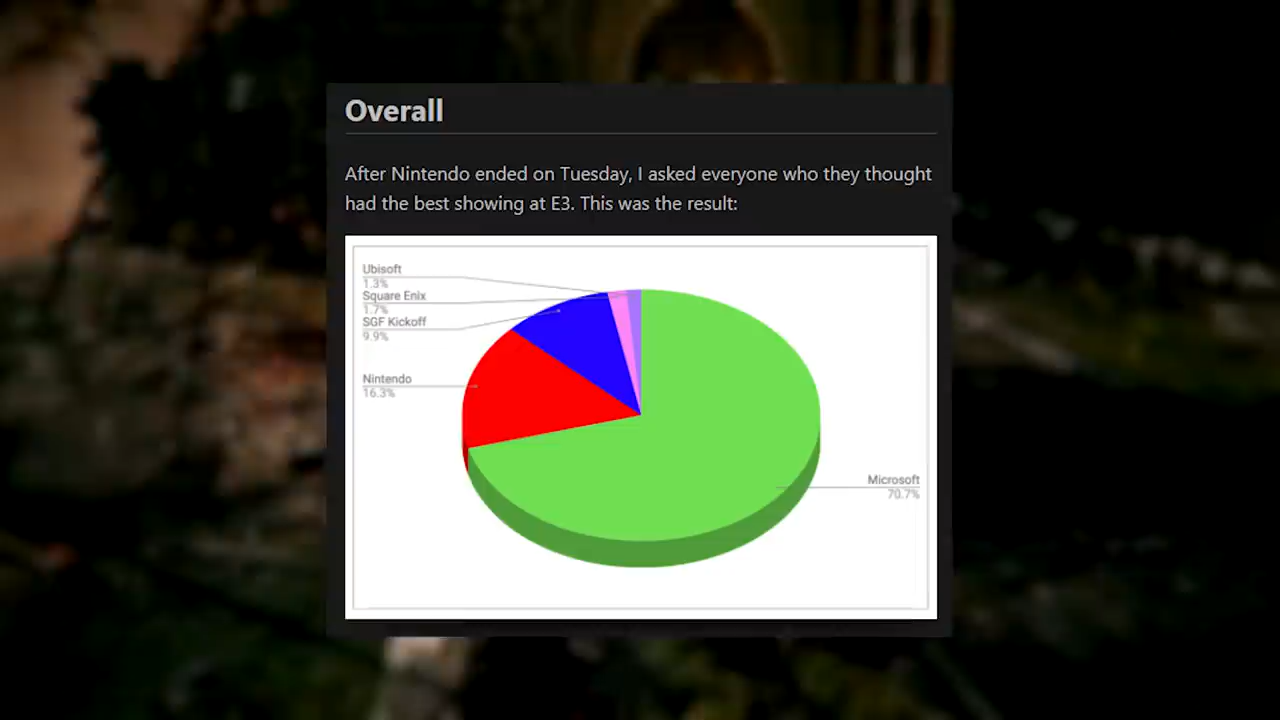 Overall
After Nintendo ended on Tuesday, I asked everyone who they thought
had the best showing at E3. This was the result:
Ubisoft
1.3%
Square Enix
1.7%
SGF Kickoff
9.9%
Nintendo
16.3%
Microsoft
70.7%